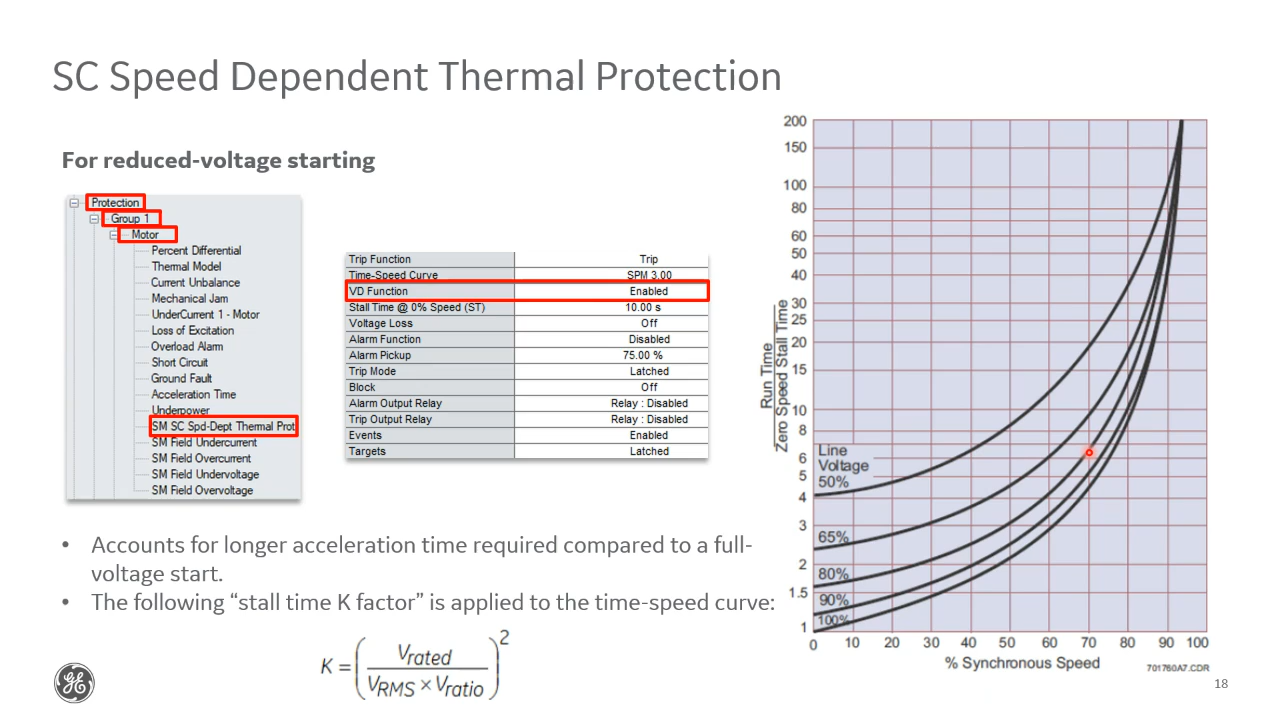 SC Speed Dependent Thermal Protection
For reduced-voltage starting
Protection
Group 1
Motor
Percent Differential
Thermal Model
Current Unbalance
Mechanical Jam
UnderCurrent 1 - Motor
Loss of Excitation
Overload Alarm
Short Circuit
Ground Fault
Acceleration Time
Underpower
SM SC Spd-Dept Thermal Prot
SM Field Undercurrent
SM Field Overcurrent
SM Field Undervoltage
SM Field Overvoltage
Trip Function Trip
Time-Speed Curve SPM 3.00
VD Function Enabled
Stall Time @ 0% Speed (ST) 10.00 s
Voltage Loss Off
Alarm Function Disabled
Alarm Pickup 75.00 %
Trip Mode Latched
Block Off
Alarm Output Relay Relay : Disabled
Trip Output Relay Relay : Disabled
Events Enabled
Targets Latched
• Accounts for longer acceleration time required compared to a full-
voltage start.
• The following “stall time K factor” is applied to the time-speed curve:
K = (Vrated / VRMS × Vratio)²
Run Time
Zero Speed Stall Time
200
150
100
80
60
50
40
30
25
20
15
10
8
6
5
4
3
2
1.5
1
Line
Voltage
50%
65%
80%
90%
100%
0 10 20 30 40 50 60 70 80 90 100
% Synchronous Speed
701760A7.CDR
GE
18